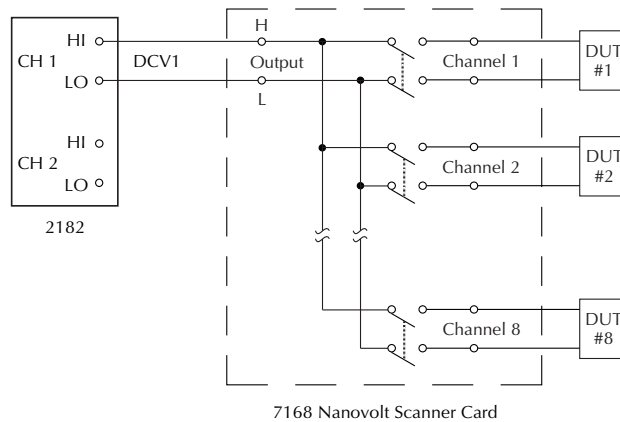 HI
CH 1
LO
HI
CH 2
LO
2182
DCV1
H
Output
L
Channel 1
DUT
#1
Channel 2
DUT
#2
Channel 8
DUT
#8
7168 Nanovolt Scanner Card